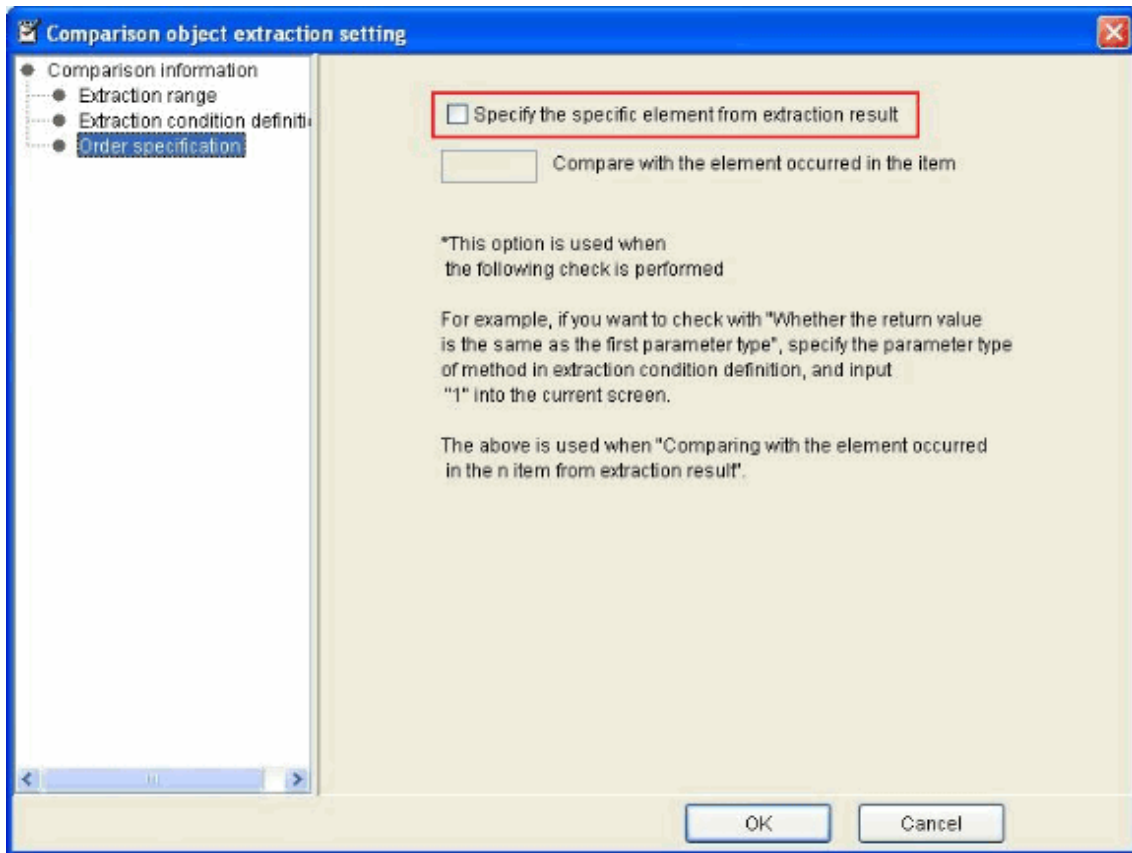 Comparison object extraction setting
Comparison information
Extraction range
Extraction condition definiti
Order specification
Specify the specific element from extraction result
Compare with the element occurred in the item
*This option is used when
the following check is performed
For example, if you want to check with "Whether the return value
is the same as the first parameter type", specify the parameter type
of method in extraction condition definition, and input
"1" into the current screen.
The above is used when "Comparing with the element occurred
in the n item from extraction result".
OK
Cancel